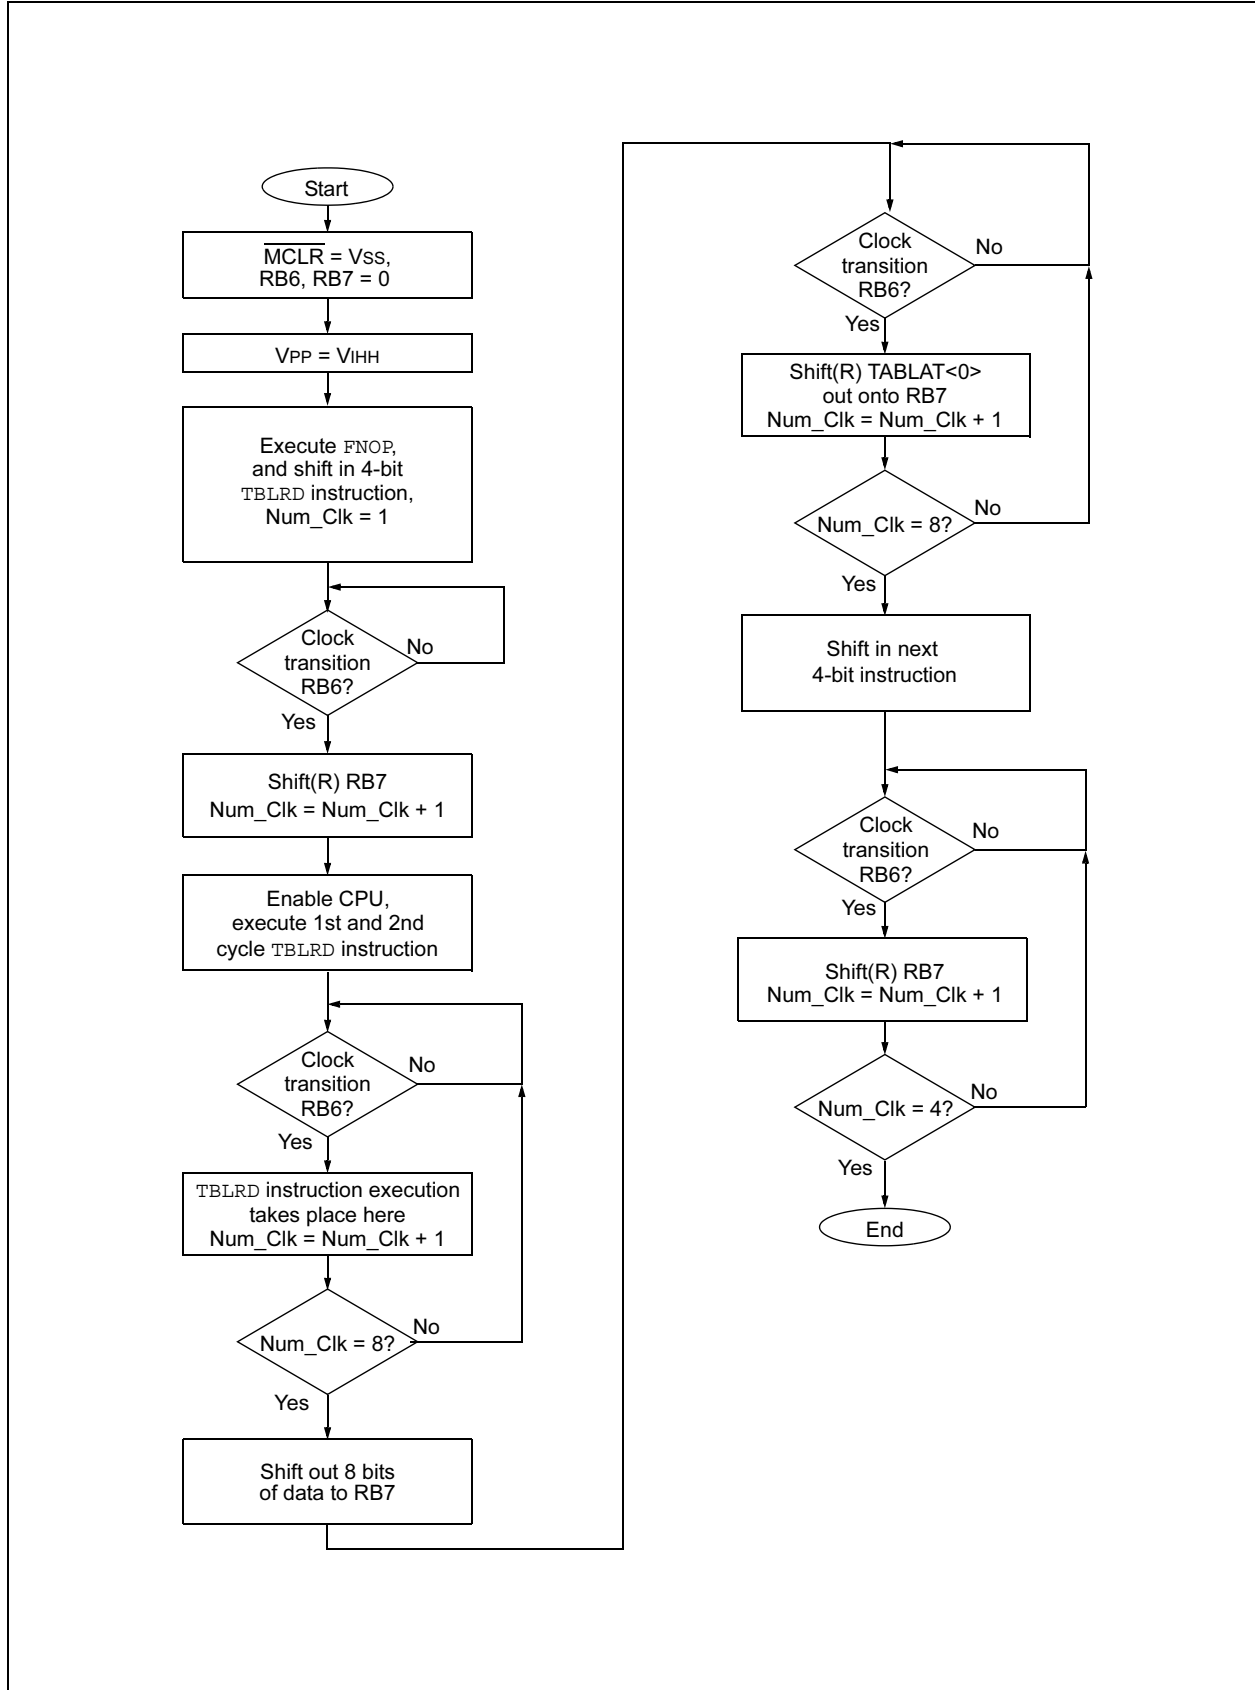 Start
MCLR = VSS,
RB6, RB7 = 0
VPP = VIHH
Execute FNOP,
and shift in 4-bit
TBLRD instruction,
Num_Clk = 1
Clock
transition
RB6?
No
Yes
Shift(R) RB7
Num_Clk = Num_Clk + 1
Enable CPU,
execute 1st and 2nd
cycle TBLRD instruction
Clock
transition
RB6?
No
Yes
TBLRD instruction execution
takes place here
Num_Clk = Num_Clk + 1
Num_Clk = 8?
No
Yes
Shift out 8 bits
of data to RB7
Clock
transition
RB6?
No
Yes
Shift(R) TABLAT<0>
out onto RB7
Num_Clk = Num_Clk + 1
Num_Clk = 8?
No
Yes
Shift in next
4-bit instruction
Clock
transition
RB6?
No
Yes
Shift(R) RB7
Num_Clk = Num_Clk + 1
Num_Clk = 4?
No
Yes
End